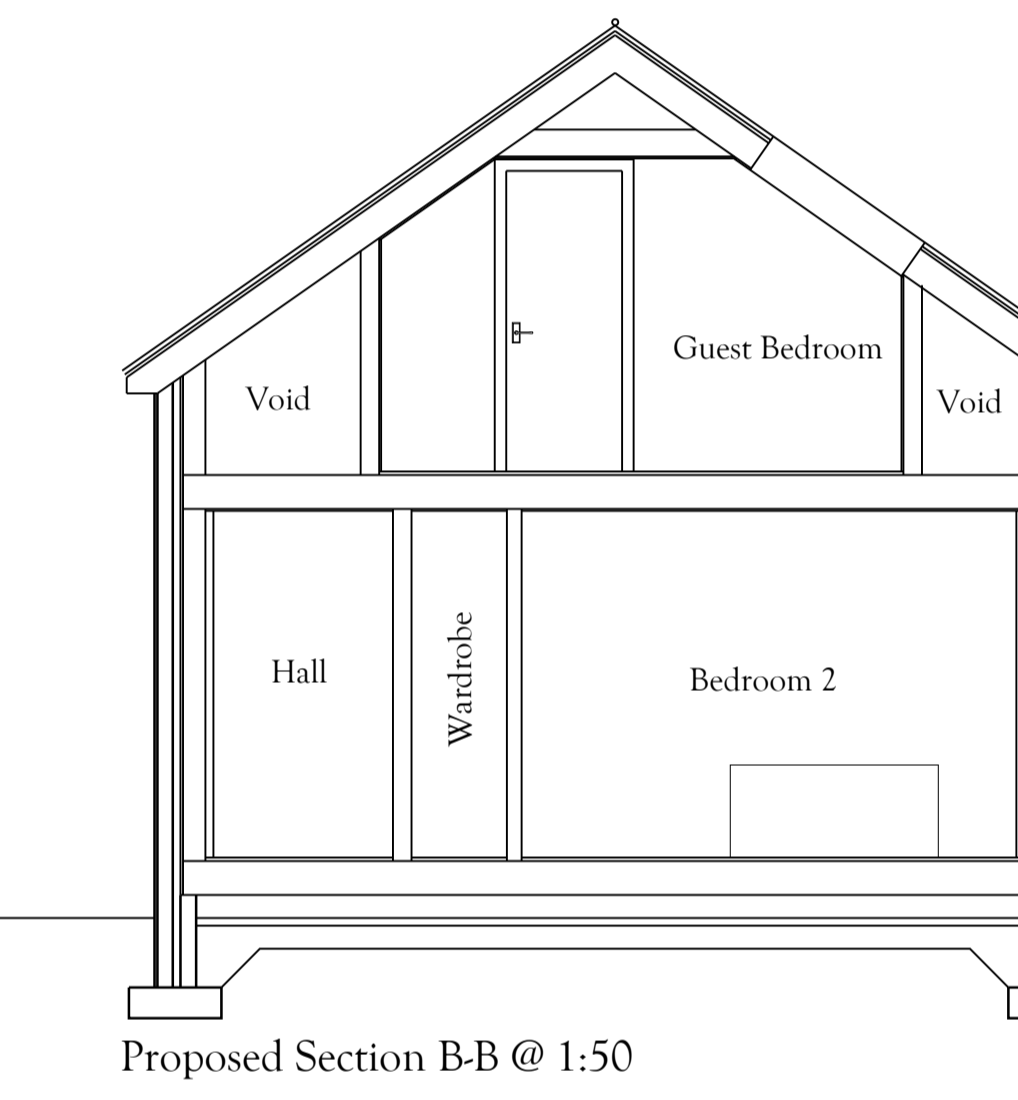 Guest Bedroom
Void
Void
Hall
Wardrobe
Bedroom 2
Proposed Section B-B @ 1:50